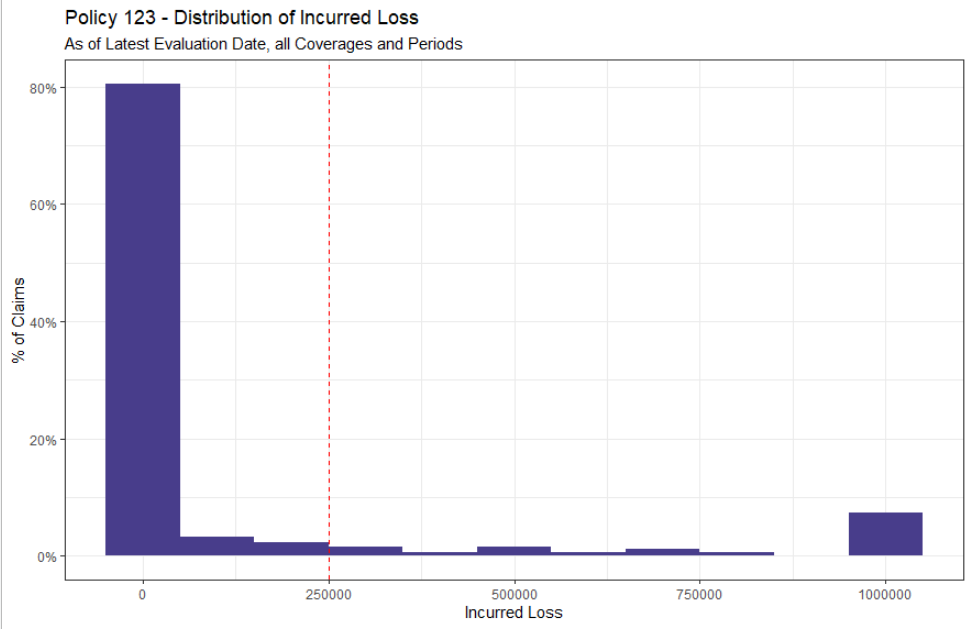 Policy 123 - Distribution of Incurred Loss
As of Latest Evaluation Date, all Coverages and Periods
80%
60%
40%
20%
0%
% of Claims
0
250000
500000
750000
1000000
Incurred Loss